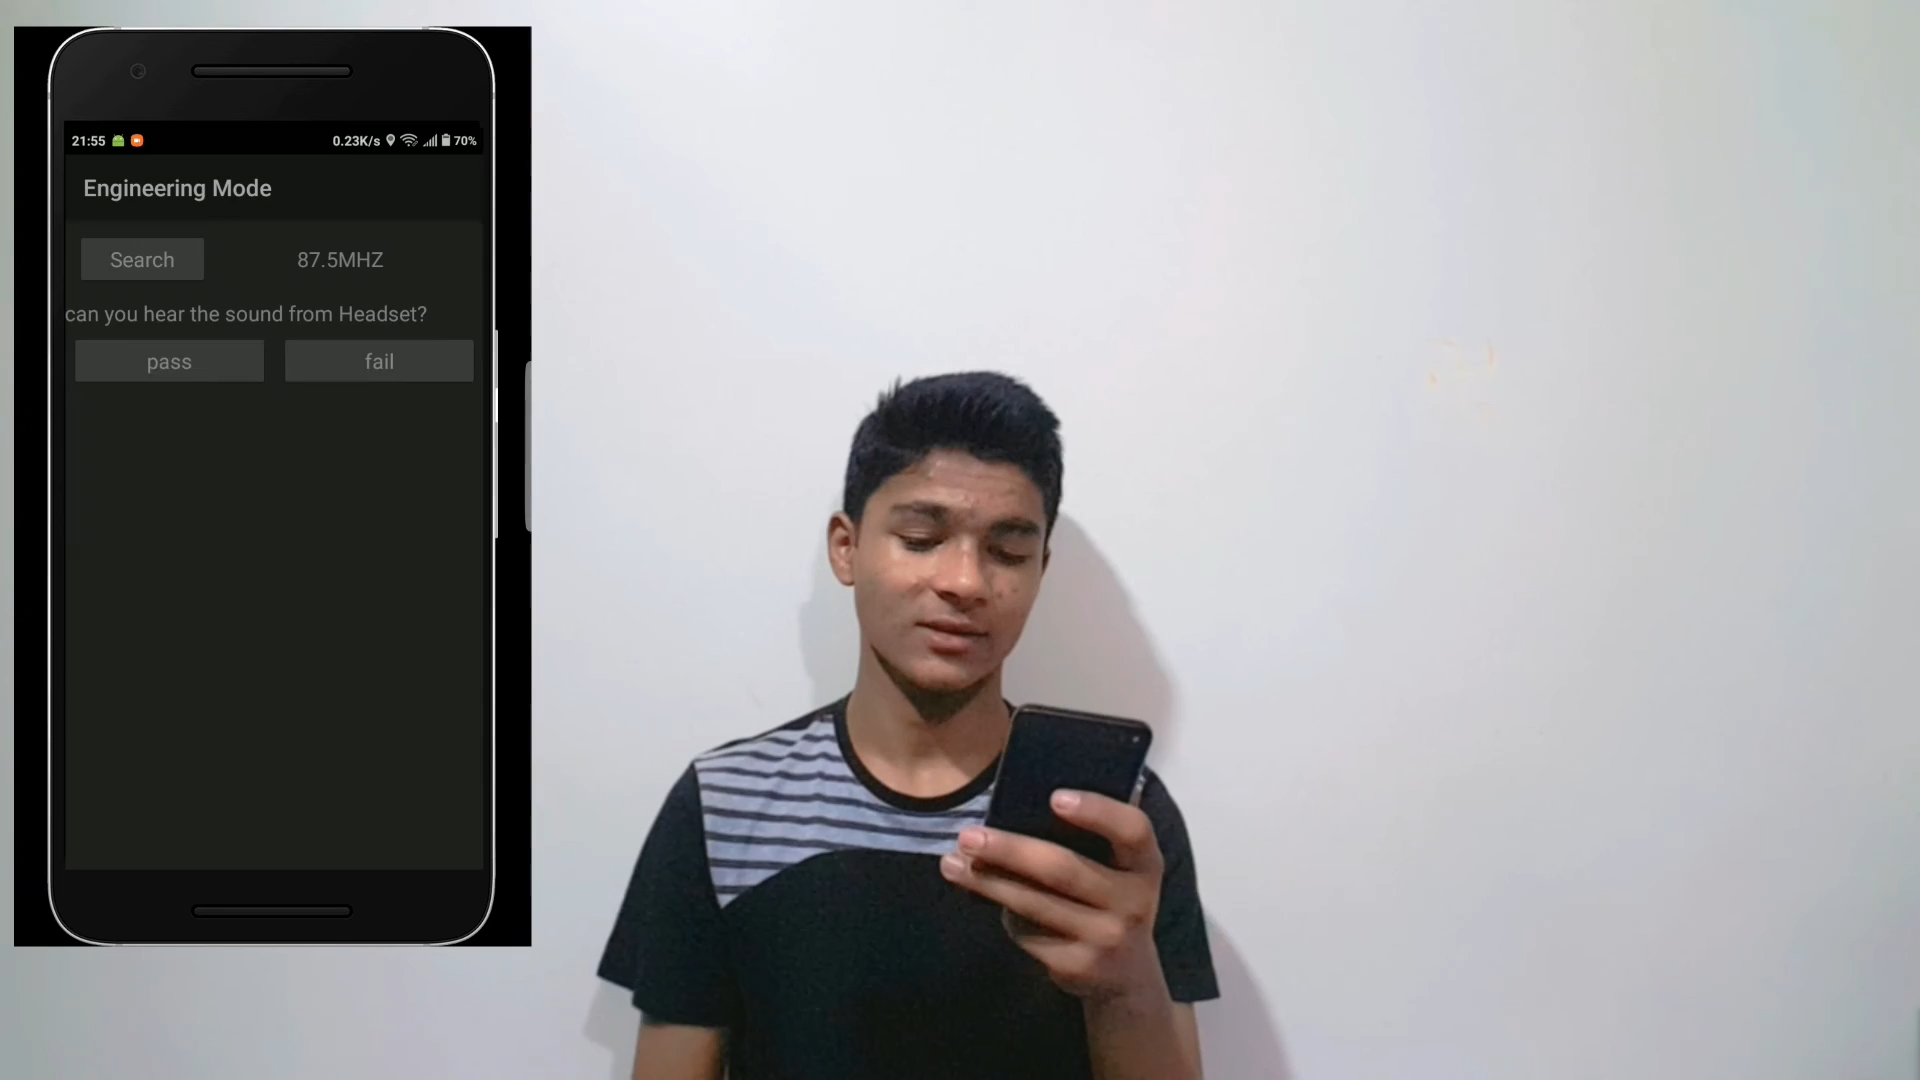 21:55 0.23K/s 70%
Engineering Mode
Search 87.5MHZ
can you hear the sound from Headset?
pass fail